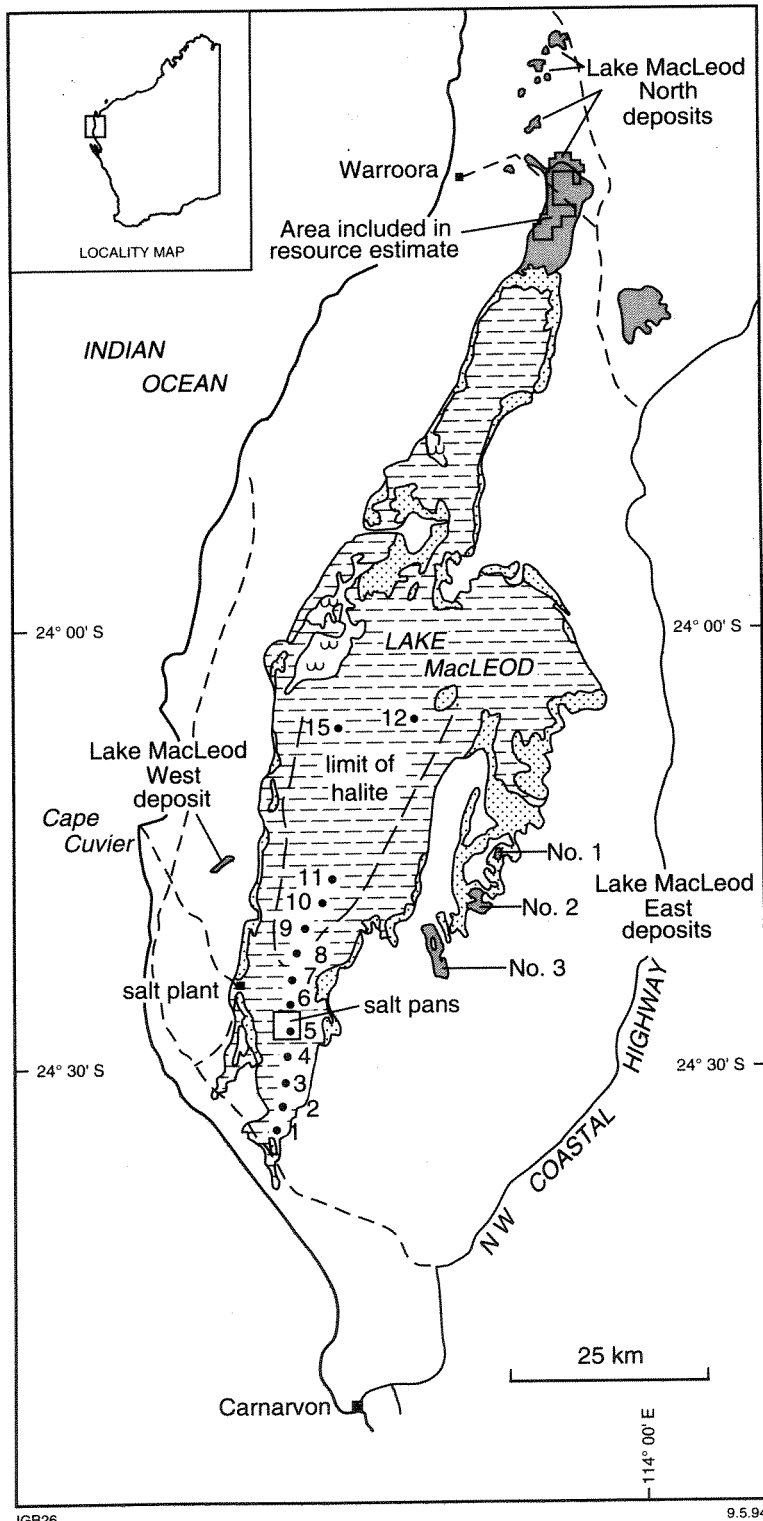 LOCALITY MAP
Lake MacLeod
North
deposits
Warroora
Area included in
resource estimate
INDIAN
OCEAN
24° 00' S
24° 00' S
LAKE
MacLEOD
15
12
Lake MacLeod
West
deposit
limit of
halite
Cape
Cuvier
No. 1
11
Lake MacLeod
East
deposits
10
No. 2
9
8
No. 3
7
salt plant
6
salt pans
5
4
24° 30' S
24° 30' S
3
2
1
NW COASTAL HIGHWAY
25 km
Carnarvon
114° 00' E
IGB26
9.5.94